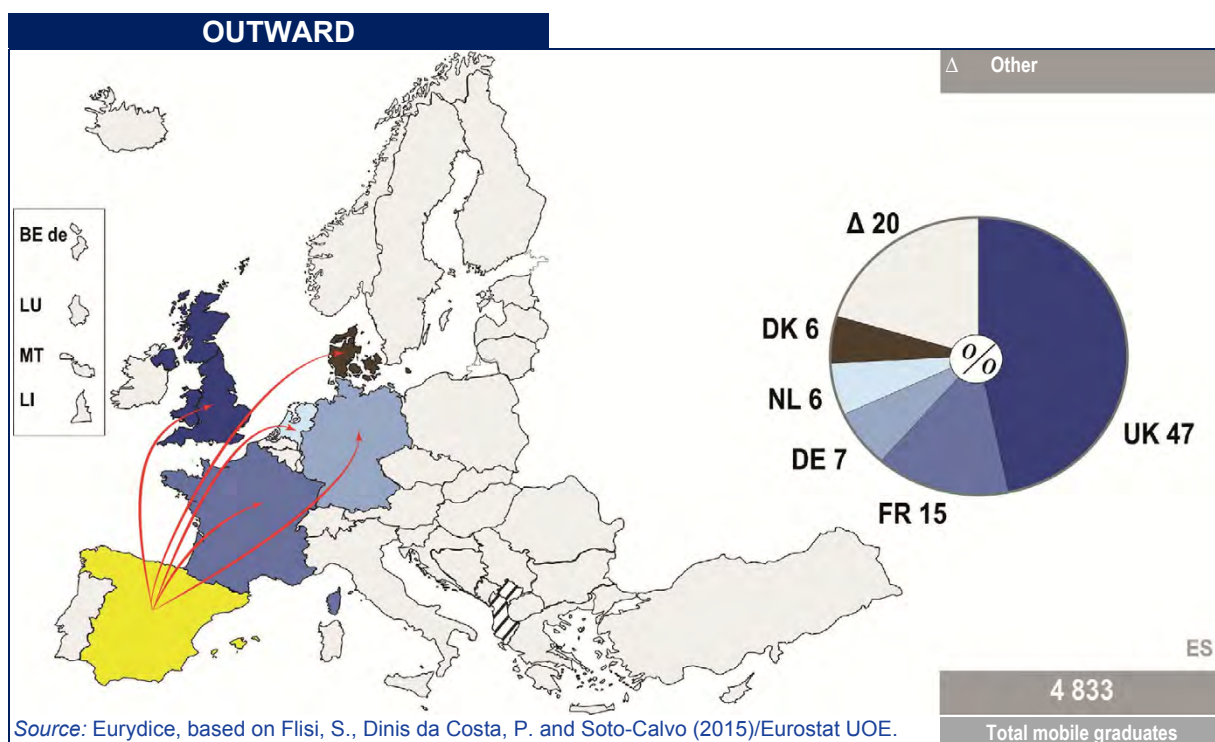 OUTWARD
Δ Other
BE de
LU
MT
LI
Δ 20
DK 6
NL 6
DE 7
FR 15
UK 47
%
ES
4 833
Total mobile graduates
Source: Eurydice, based on Flisi, S., Dinis da Costa, P. and Soto-Calvo (2015)/Eurostat UOE.